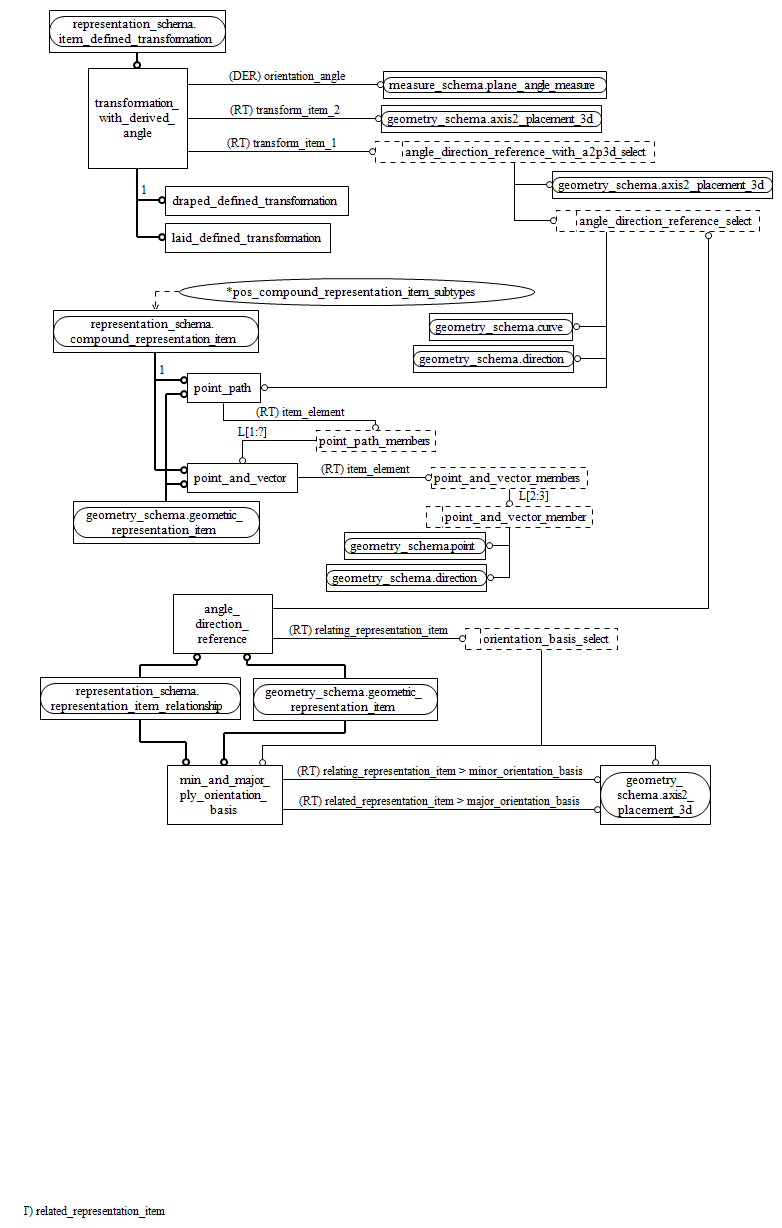 representation_schema.
item_defined_transformation
(DER) orientation_angle
measure_schema.plane_angle_measure
transformation_
with_derived_
angle
(RT) transform_item_2
geometry_schema.axis2_placement_3d
(RT) transform_item_1
angle_direction_reference_with_a2p3d_select
geometry_schema.axis2_placement_3d
1
draped_defined_transformation
angle_direction_reference_select
laid_defined_transformation
*pos_compound_representation_item_subtypes
representation_schema.
compound_representation_item
geometry_schema.curve
geometry_schema.direction
1
point_path
(RT) item_element
L[1:?]
point_path_members
point_and_vector
(RT) item_element
point_and_vector_members
L[2:3]
geometry_schema.geometric_
representation_item
point_and_vector_member
geometry_schema.point
geometry_schema.direction
angle_
direction_
reference
(RT) relating_representation_item
orientation_basis_select
representation_schema.
representation_item_relationship
geometry_schema.geometric_
representation_item
min_and_major_
ply_orientation_
basis
(RT) relating_representation_item > minor_orientation_basis
(RT) related_representation_item > major_orientation_basis
geometry_
schema.axis2_
placement_3d
T) related_representation_item